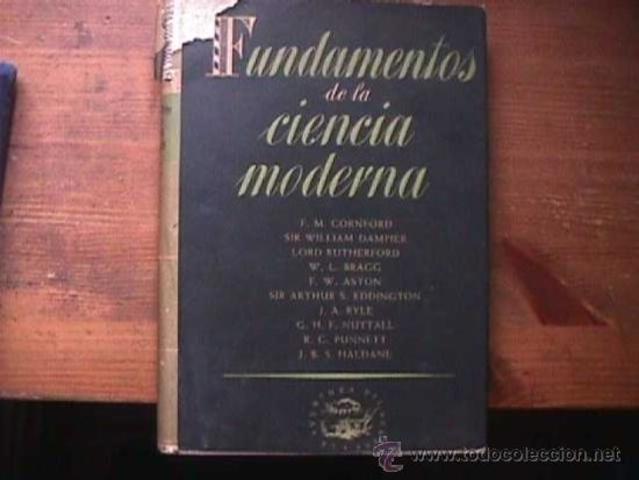 Fundamentos
de la
ciencia
moderna
F. M. CORNFORD
SIR WILLIAM DAMPIER
LORD RUTHERFORD
W. L. BRAGG
F. W. ASTON
SIR ARTHUR S. EDDINGTON
J. A. RYLE
G. H. F. NUTTALL
R. C. PUNNETT
J. B. S. HALDANE
www.todocoleccion.net